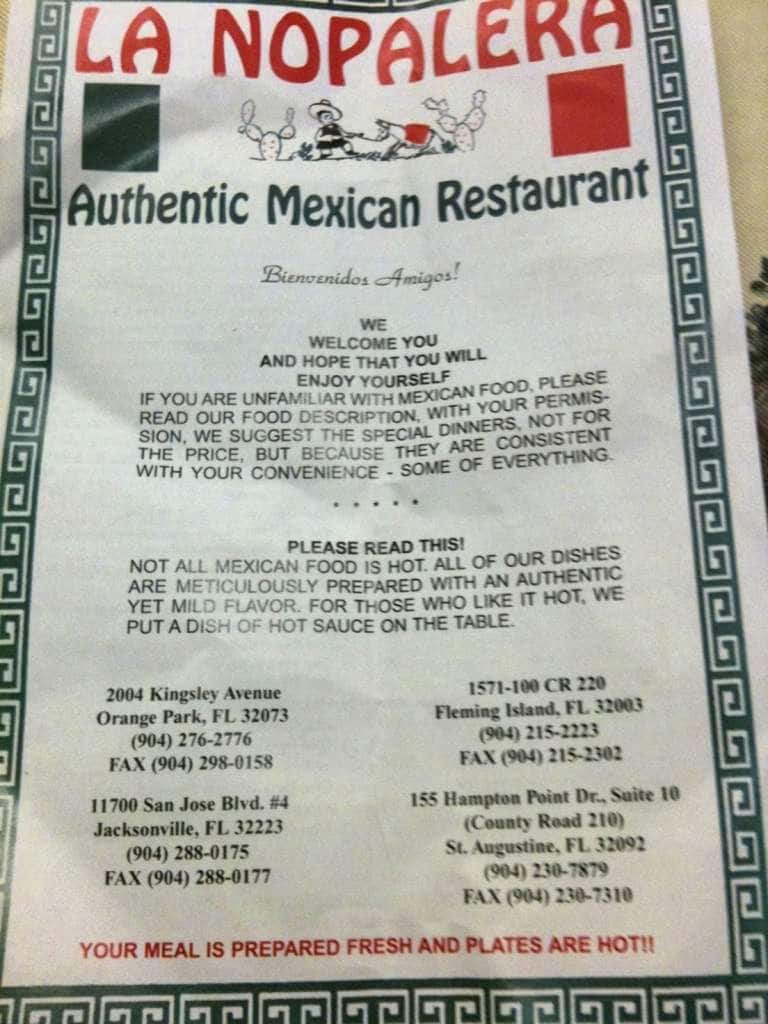 LA NOPALERA
Authentic Mexican Restaurant
Bienvenidos Amigos!
WE
WELCOME YOU
AND HOPE THAT YOU WILL
ENJOY YOURSELF
IF YOU ARE UNFAMILIAR WITH MEXICAN FOOD, PLEASE
READ OUR FOOD DESCRIPTION, WITH YOUR PERMIS-
SION, WE SUGGEST THE SPECIAL DINNERS, NOT FOR
THE PRICE, BUT BECAUSE THEY ARE CONSISTENT
WITH YOUR CONVENIENCE - SOME OF EVERYTHING.
• • • • •
PLEASE READ THIS!
NOT ALL MEXICAN FOOD IS HOT. ALL OF OUR DISHES
ARE METICULOUSLY PREPARED WITH AN AUTHENTIC
YET MILD FLAVOR. FOR THOSE WHO LIKE IT HOT, WE
PUT A DISH OF HOT SAUCE ON THE TABLE.
2004 Kingsley Avenue
Orange Park, FL 32073
(904) 276-2776
FAX (904) 298-0158
1571-100 CR 220
Fleming Island, FL 32003
(904) 215-2223
FAX (904) 215-2302
11700 San Jose Blvd. #4
Jacksonville, FL 32223
(904) 288-0175
FAX (904) 288-0177
155 Hampton Point Dr., Suite 10
(County Road 210)
St. Augustine, FL 32092
(904) 230-7879
FAX (904) 230-7310
YOUR MEAL IS PREPARED FRESH AND PLATES ARE HOT!!